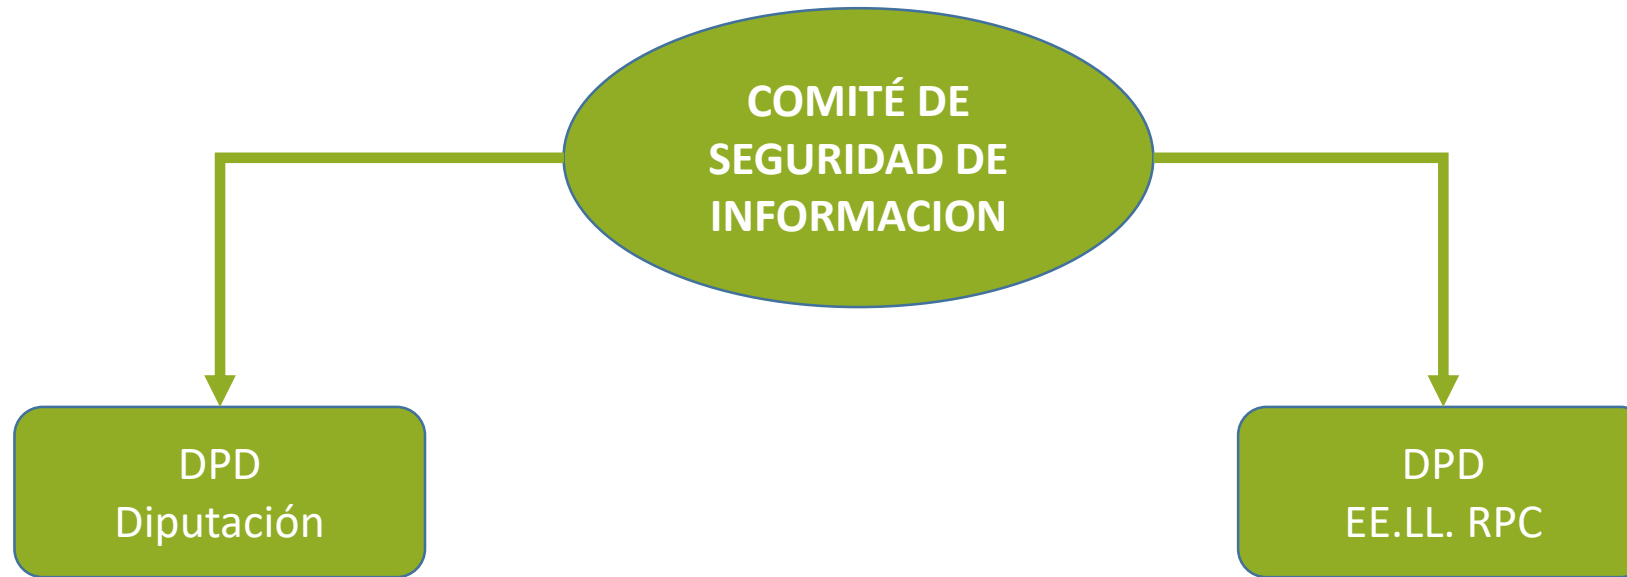 COMITÉ DE
SEGURIDAD DE
INFORMACION
DPD
Diputación
DPD
EE.LL. RPC